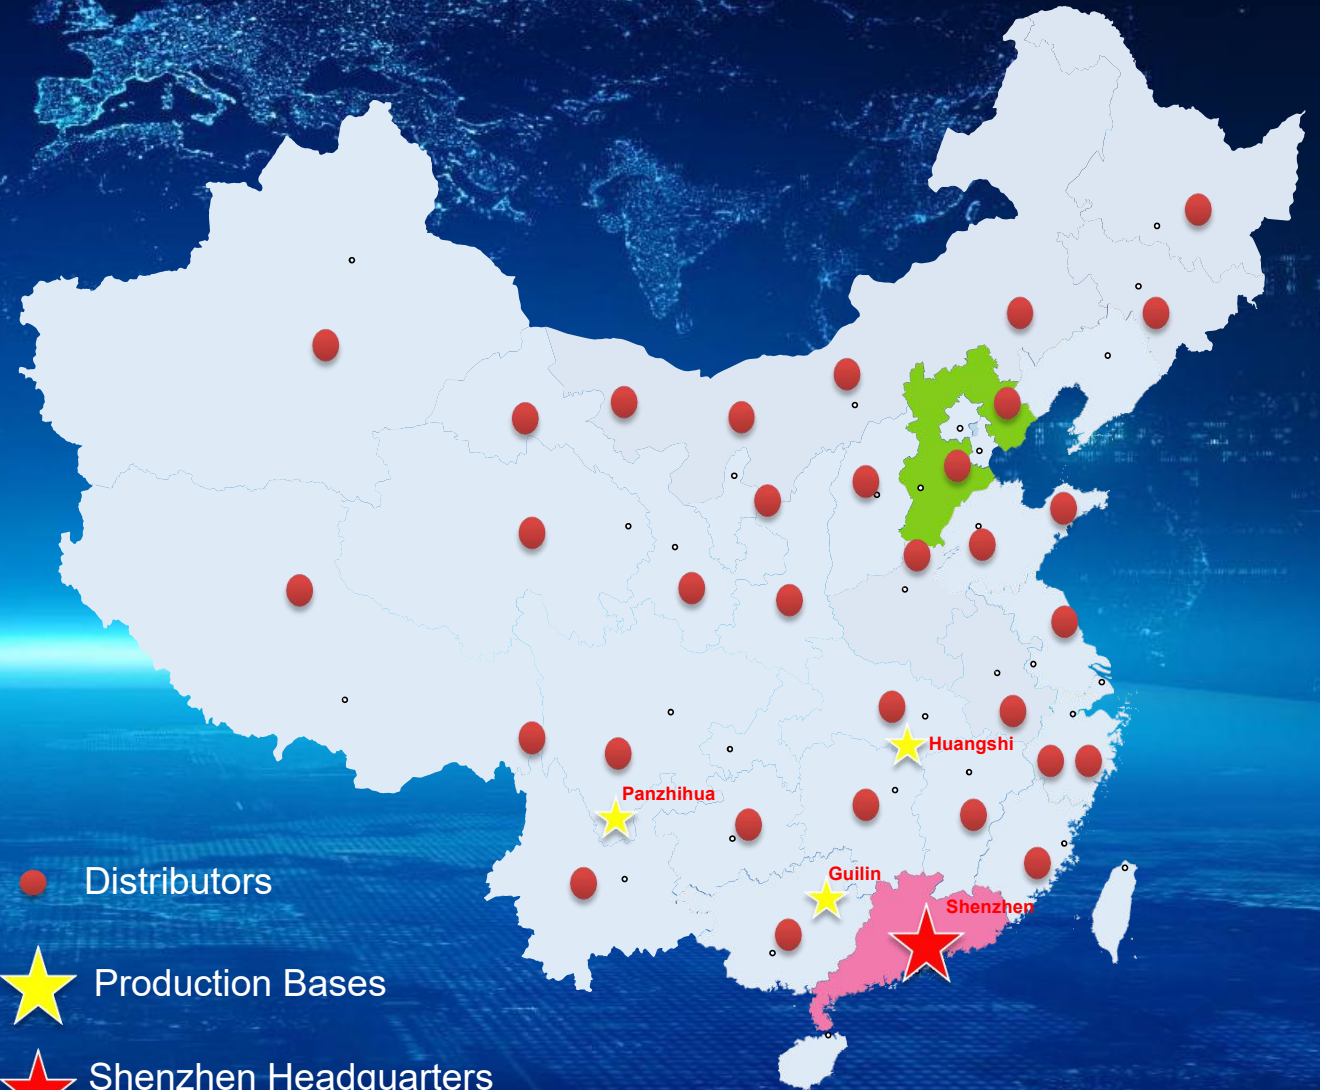 Huangshi
Panzhihua
Guilin
Shenzhen
Distributors
Production Bases
Shenzhen Headquarters